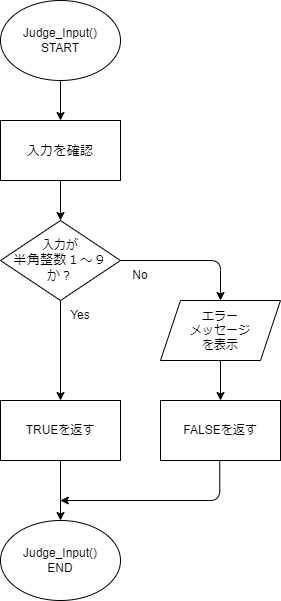 Judge_Input()
START
入力を確認
入力が
半角整数１～９
か？
No
Yes
エラー
メッセージ
を表示
TRUEを返す
FALSEを返す
Judge_Input()
END